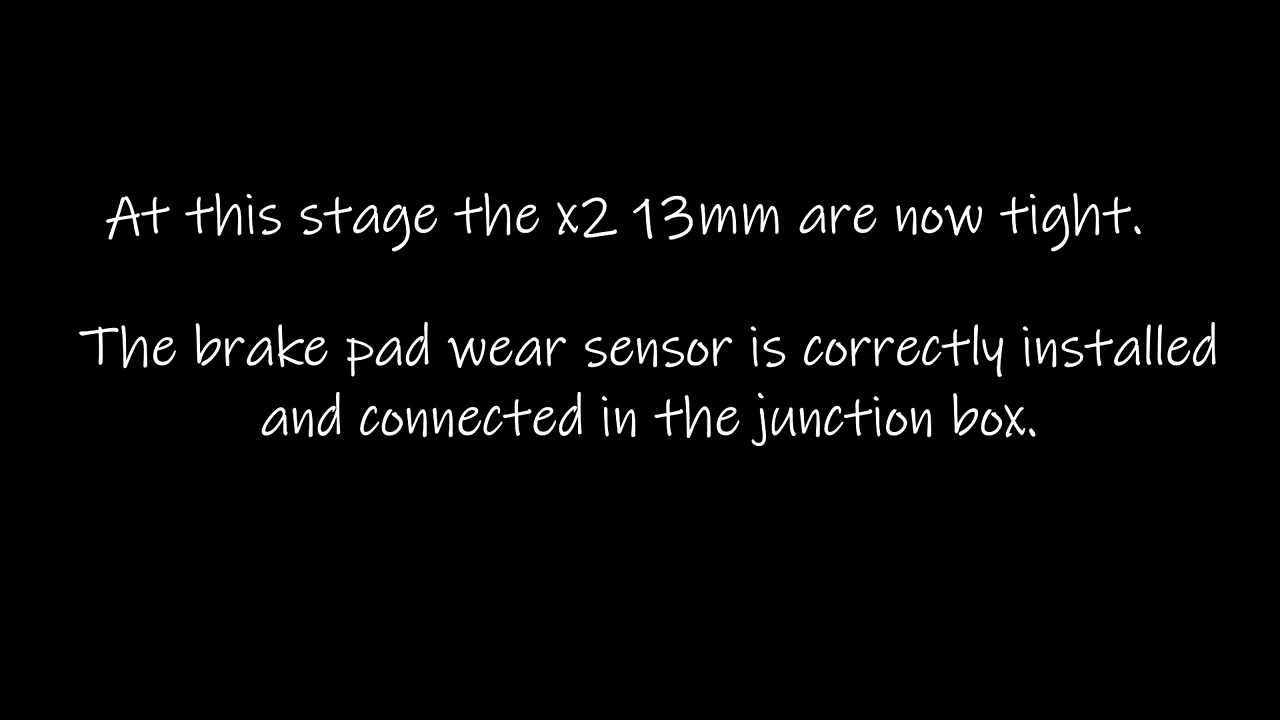 At this stage the x2 13mm are now tight.
The brake pad wear sensor is correctly installed
and connected in the junction box.